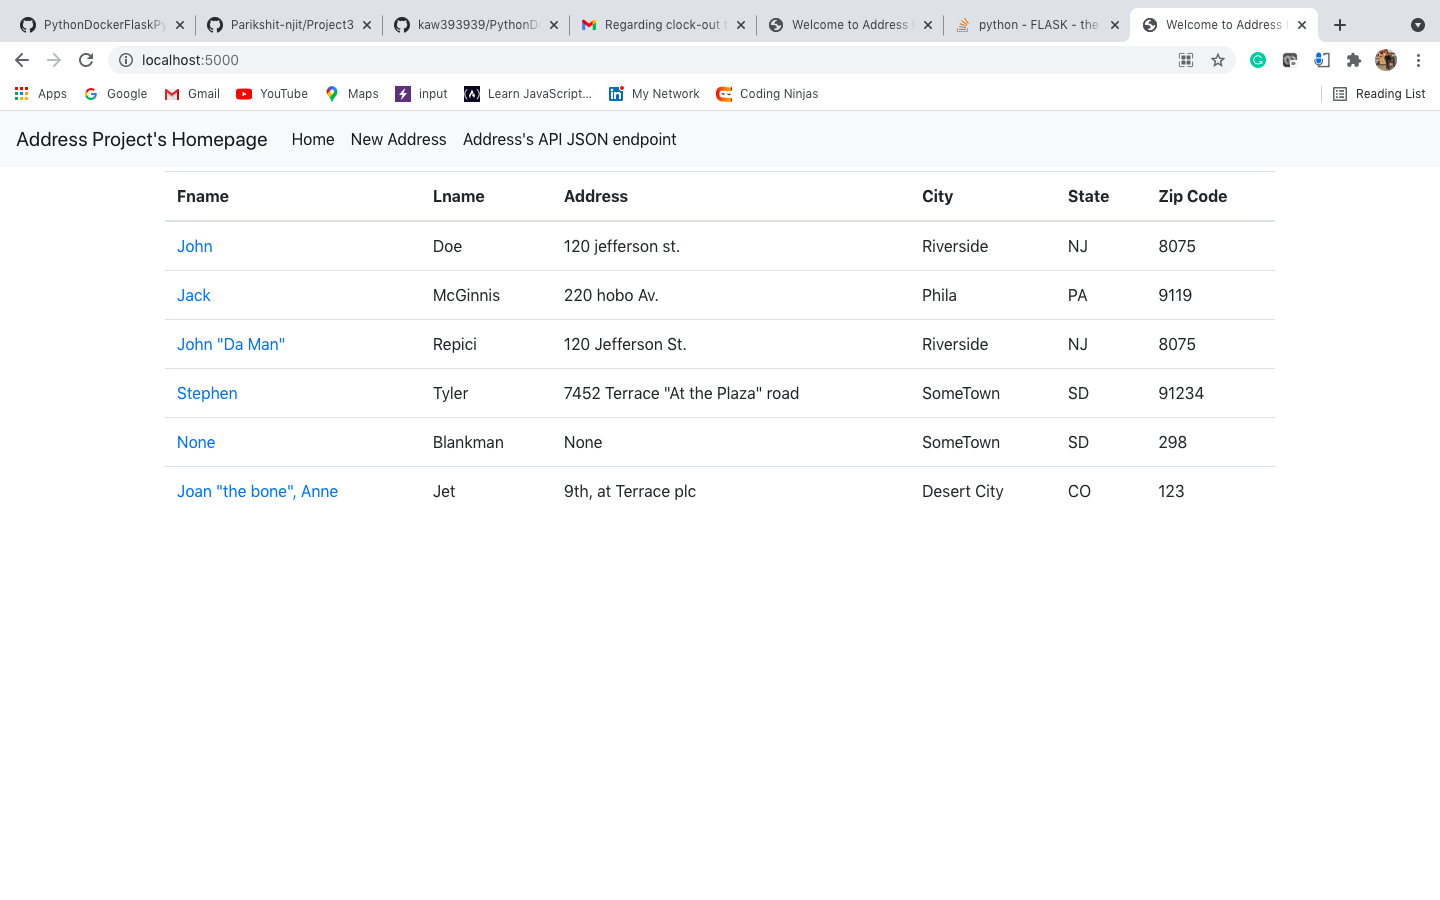 PythonDockerFlaskPy Parikshit-njit/Project3 kaw393939/PythonDo Regarding clock-out t Welcome to Address P python - FLASK - the Welcome to Address
localhost:5000
Apps Google Gmail YouTube Maps input Learn JavaScript... My Network Coding Ninjas Reading List
Address Project's Homepage Home New Address Address's API JSON endpoint
Fname Lname Address City State Zip Code
John Doe 120 jefferson st. Riverside NJ 8075
Jack McGinnis 220 hobo Av. Phila PA 9119
John "Da Man" Repici 120 Jefferson St. Riverside NJ 8075
Stephen Tyler 7452 Terrace "At the Plaza" road SomeTown SD 91234
None Blankman None SomeTown SD 298
Joan "the bone", Anne Jet 9th, at Terrace plc Desert City CO 123